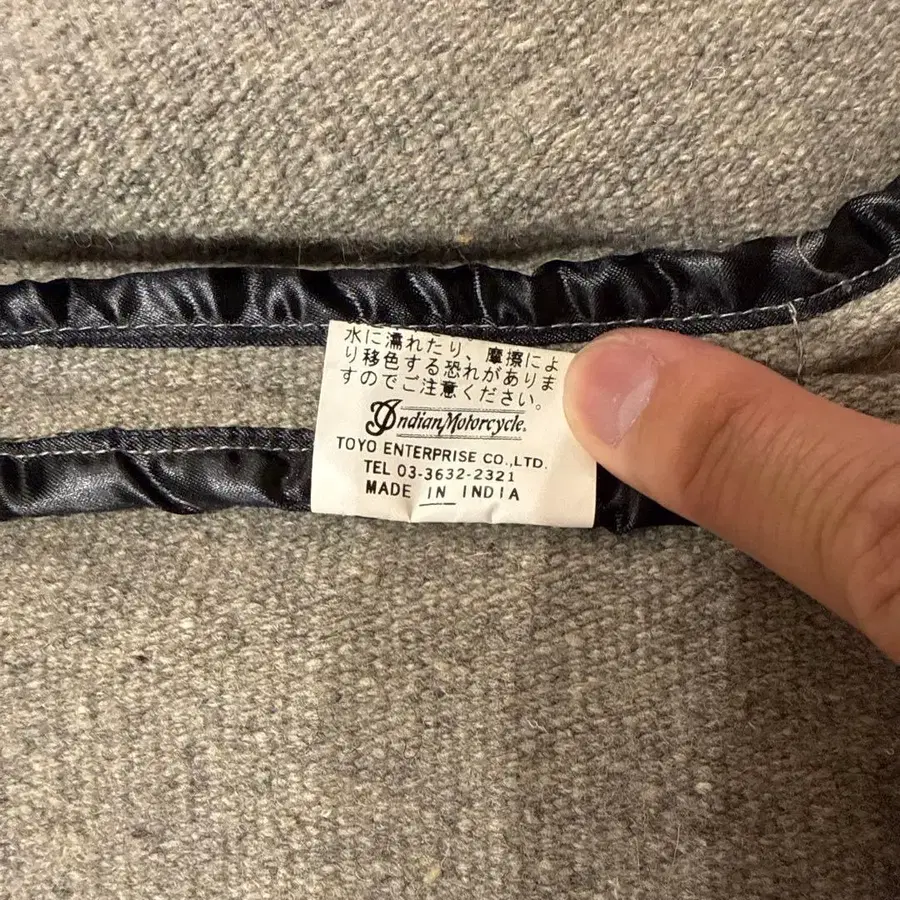 水に濡れたり、摩擦によ
り移色する恐れがありま
すのでご注意ください。
Indian Motorcycle.
TOYO ENTERPRISE CO.,LTD.
TEL 03-3632-2321
MADE IN INDIA